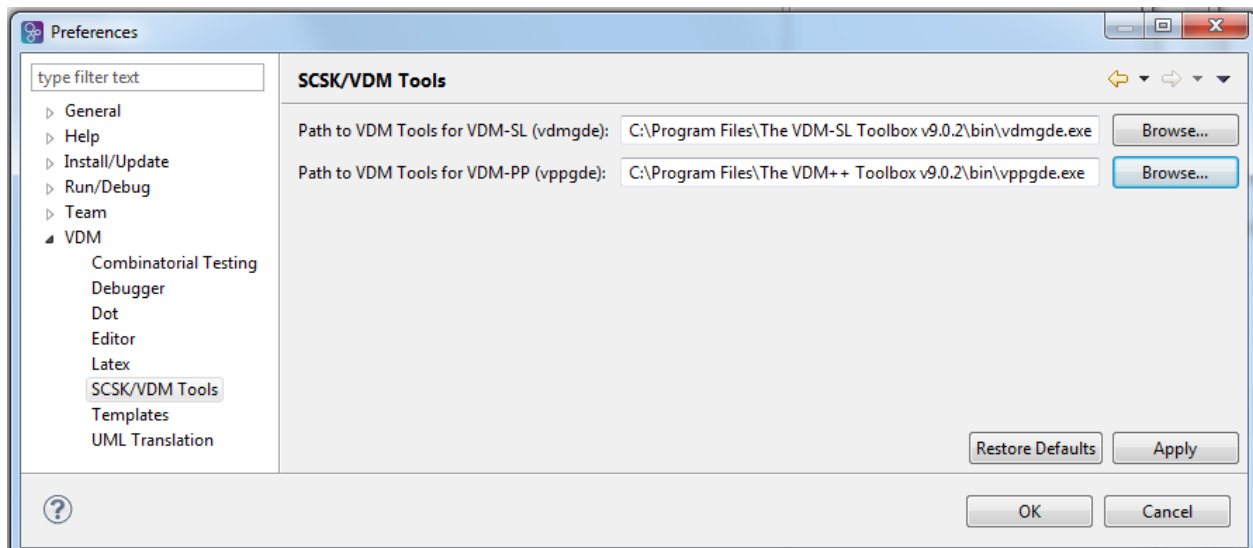 Preferences
type filter text
General
Help
Install/Update
Run/Debug
Team
VDM
Combinatorial Testing
Debugger
Dot
Editor
Latex
SCSK/VDM Tools
Templates
UML Translation
SCSK/VDM Tools
Path to VDM Tools for VDM-SL (vdmgde): C:\Program Files\The VDM-SL Toolbox v9.0.2\bin\vdmgde.exe Browse...
Path to VDM Tools for VDM-PP (vppgde): C:\Program Files\The VDM++ Toolbox v9.0.2\bin\vppgde.exe Browse...
Restore Defaults Apply
? OK Cancel